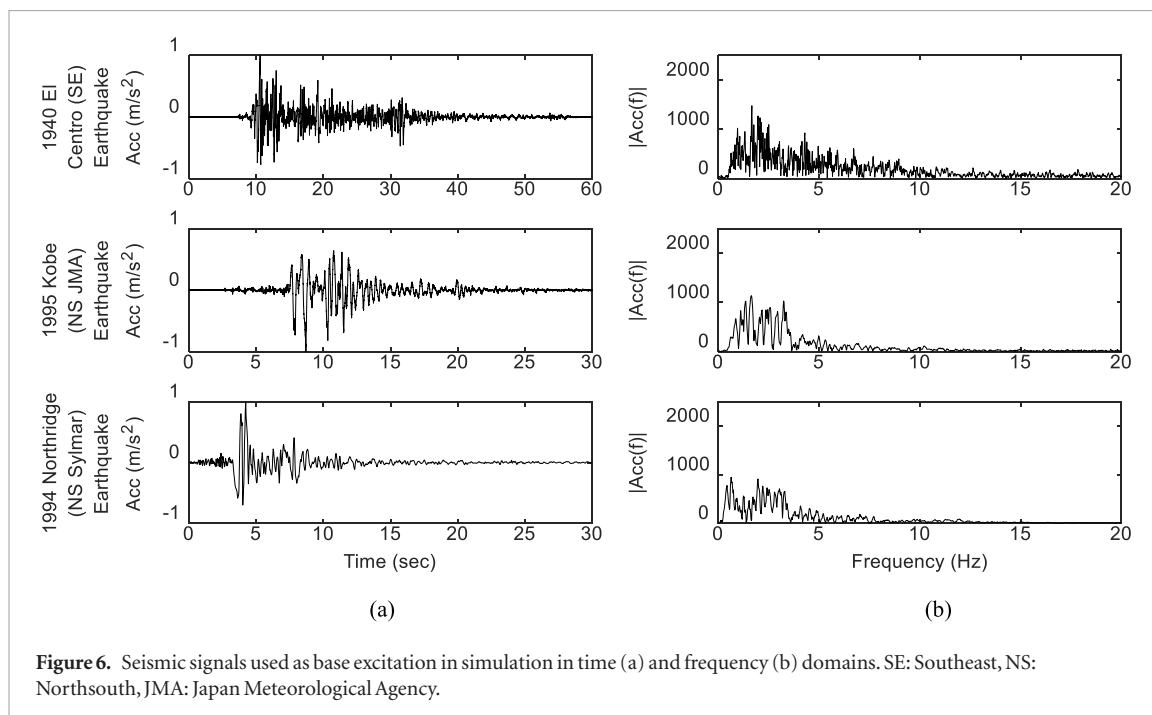 1940 El
Centro (SE)
Earthquake
Acc (m/s²)
1
0
-1
0 10 20 30 40 50 60
|Acc(f)|
2000
1000
0
0 5 10 15 20
1995 Kobe
(NS JMA)
Earthquake
Acc (m/s²)
1
0
-1
0 5 10 15 20 25 30
|Acc(f)|
2000
1000
0
0 5 10 15 20
1994 Northridge
(NS Sylmar)
Earthquake
Acc (m/s²)
1
0
-1
0 5 10 15 20 25 30
Time (sec)
(a)
|Acc(f)|
2000
1000
0
0 5 10 15 20
Frequency (Hz)
(b)
Figure 6. Seismic signals used as base excitation in simulation in time (a) and frequency (b) domains. SE: Southeast, NS:
Northsouth, JMA: Japan Meteorological Agency.